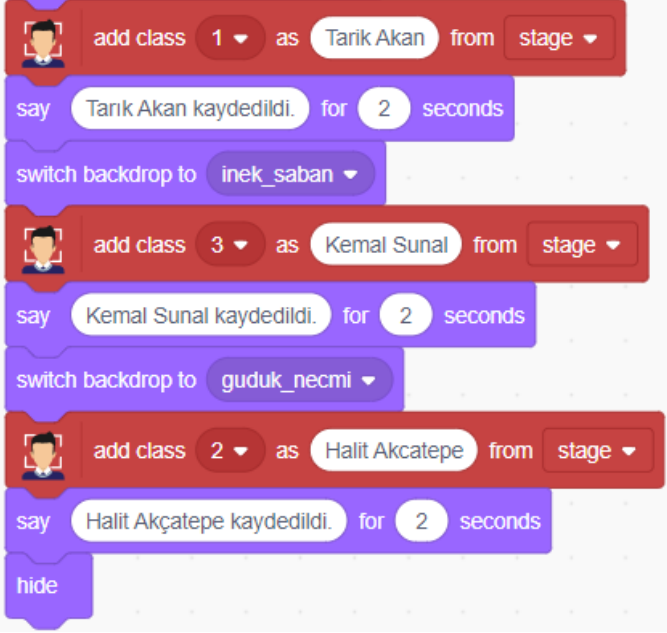 add class 1 as Tarik Akan from stage
say Tarık Akan kaydedildi. for 2 seconds
switch backdrop to inek_saban
add class 3 as Kemal Sunal from stage
say Kemal Sunal kaydedildi. for 2 seconds
switch backdrop to guduk_necmi
add class 2 as Halit Akcatepe from stage
say Halit Akçatepe kaydedildi. for 2 seconds
hide